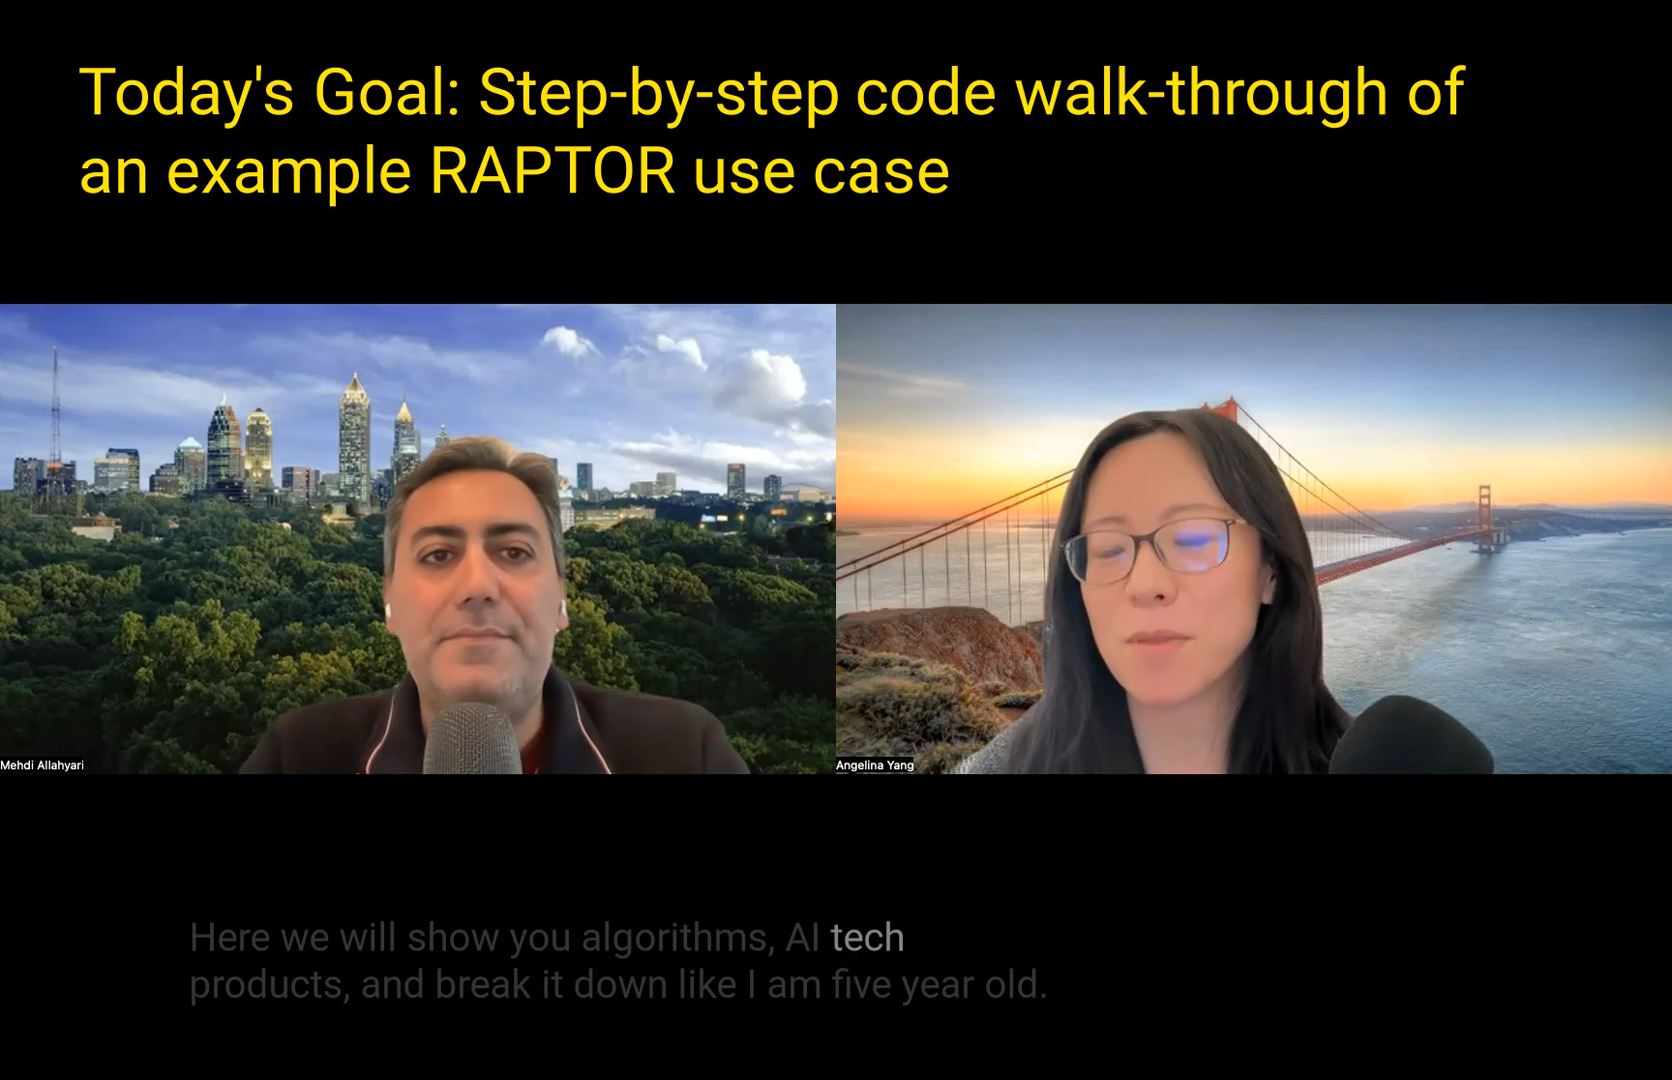 Today's Goal: Step-by-step code walk-through of
an example RAPTOR use case
Mehdi Allahyari
Angelina Yang
Here we will show you algorithms, AI tech
products, and break it down like I am five year old.